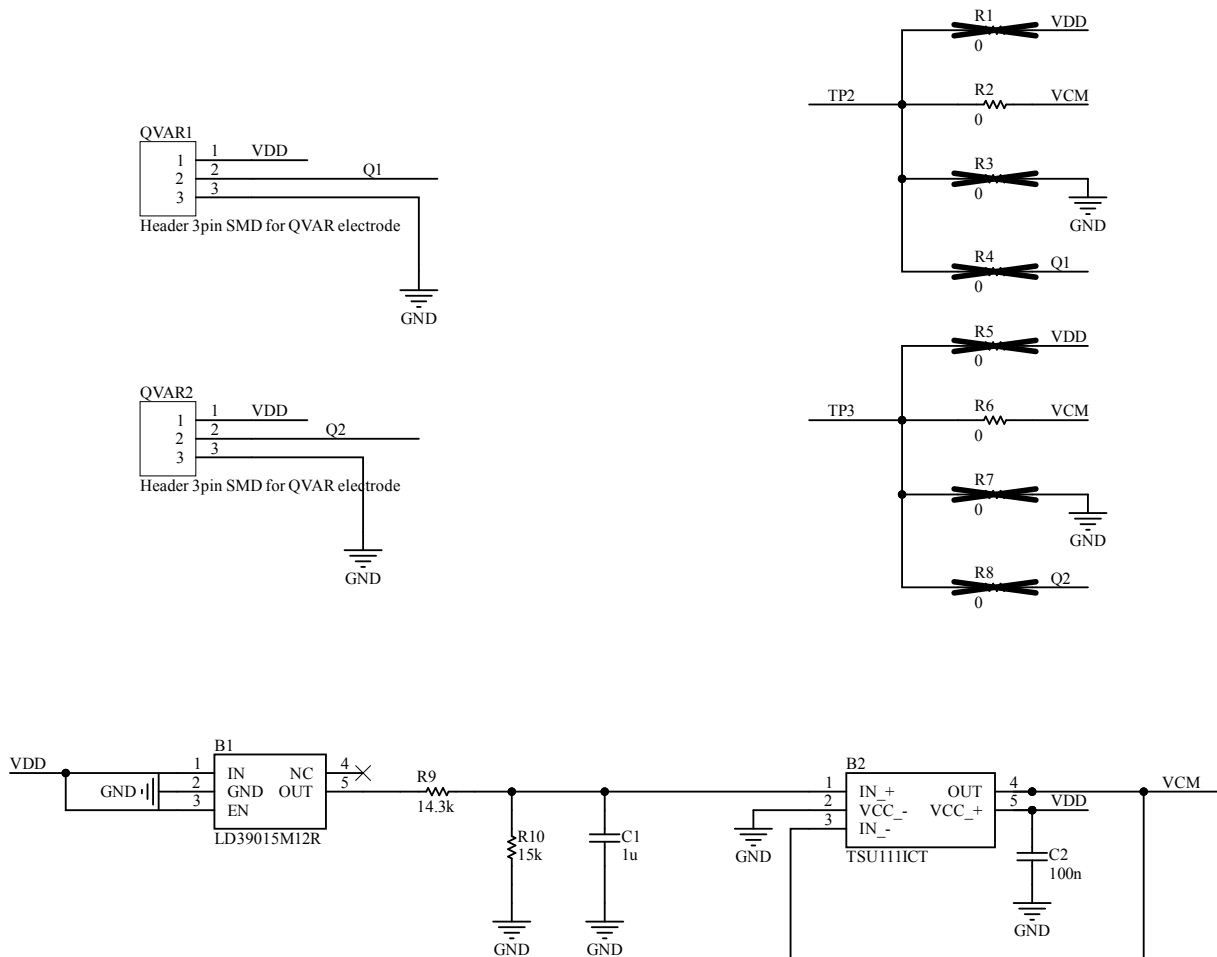 QVAR1
1 1 VDD
2 2 Q1
3 3
Header 3pin SMD for QVAR electrode
GND
QVAR2
1 1 VDD
2 2 Q2
3 3
Header 3pin SMD for QVAR electrode
GND
R1 VDD
0
TP2 R2 VCM
0
R3
0
GND
R4 Q1
0
R5 VDD
0
TP3 R6 VCM
0
R7
0
GND
R8 Q2
0
B1
VDD 1 IN NC 4
GND 2 GND OUT 5
3 EN
LD39015M12R
R9
14.3k
R10
15k
GND
C1
1u
GND
B2
1 IN_+ OUT 4 VCM
2 VCC_- VCC_+ 5 VDD
3 IN_-
GND
TSU111ICT
C2
100n
GND